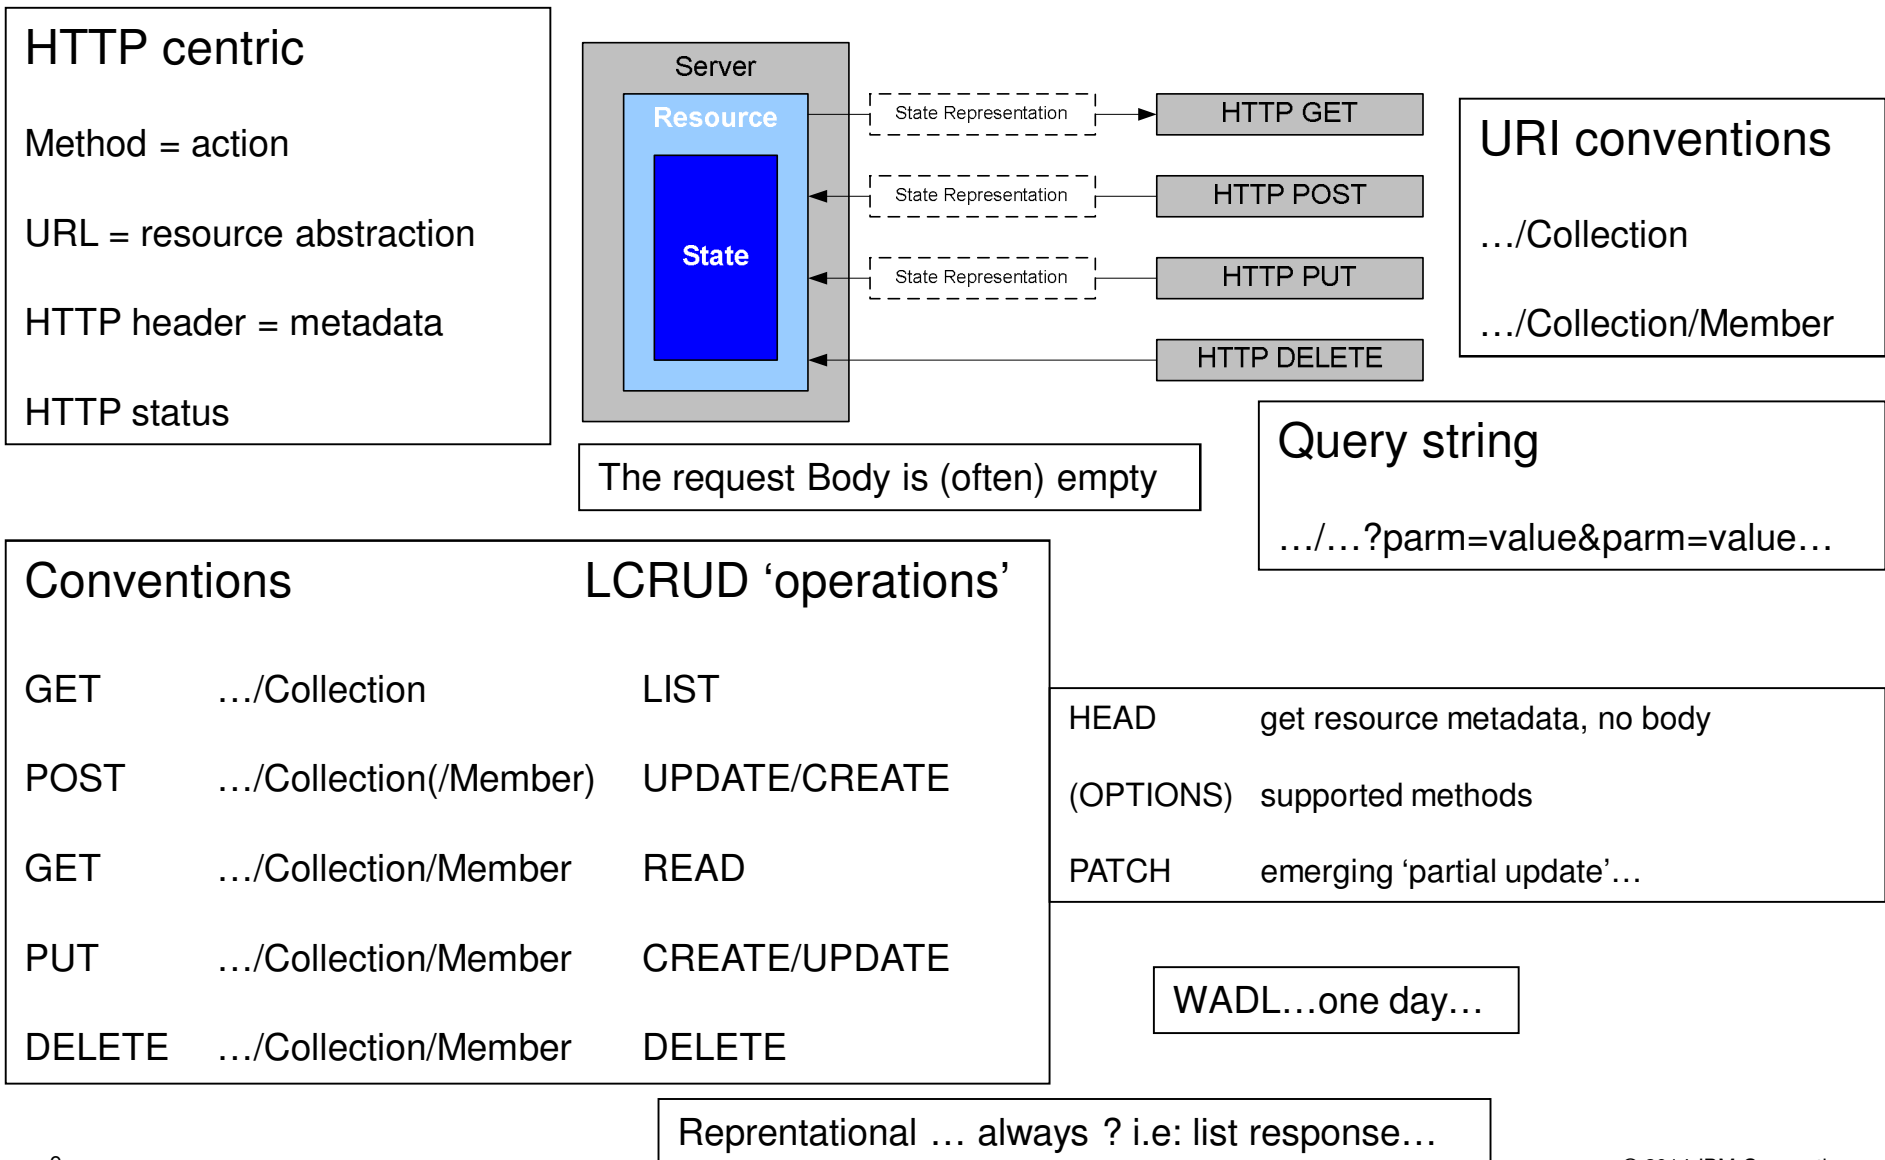 HTTP centric
Method = action
URL = resource abstraction
HTTP header = metadata
HTTP status
Server
Resource
State
State Representation
HTTP GET
State Representation
HTTP POST
State Representation
HTTP PUT
HTTP DELETE
URI conventions
…/Collection
…/Collection/Member
The request Body is (often) empty
Query string
…/…?parm=value&parm=value…
Conventions LCRUD ‘operations’
GET …/Collection LIST
POST …/Collection(/Member) UPDATE/CREATE
GET …/Collection/Member READ
PUT …/Collection/Member CREATE/UPDATE
DELETE …/Collection/Member DELETE
HEAD get resource metadata, no body
(OPTIONS) supported methods
PATCH emerging ‘partial update’…
WADL…one day…
Reprentational … always ? i.e: list response…